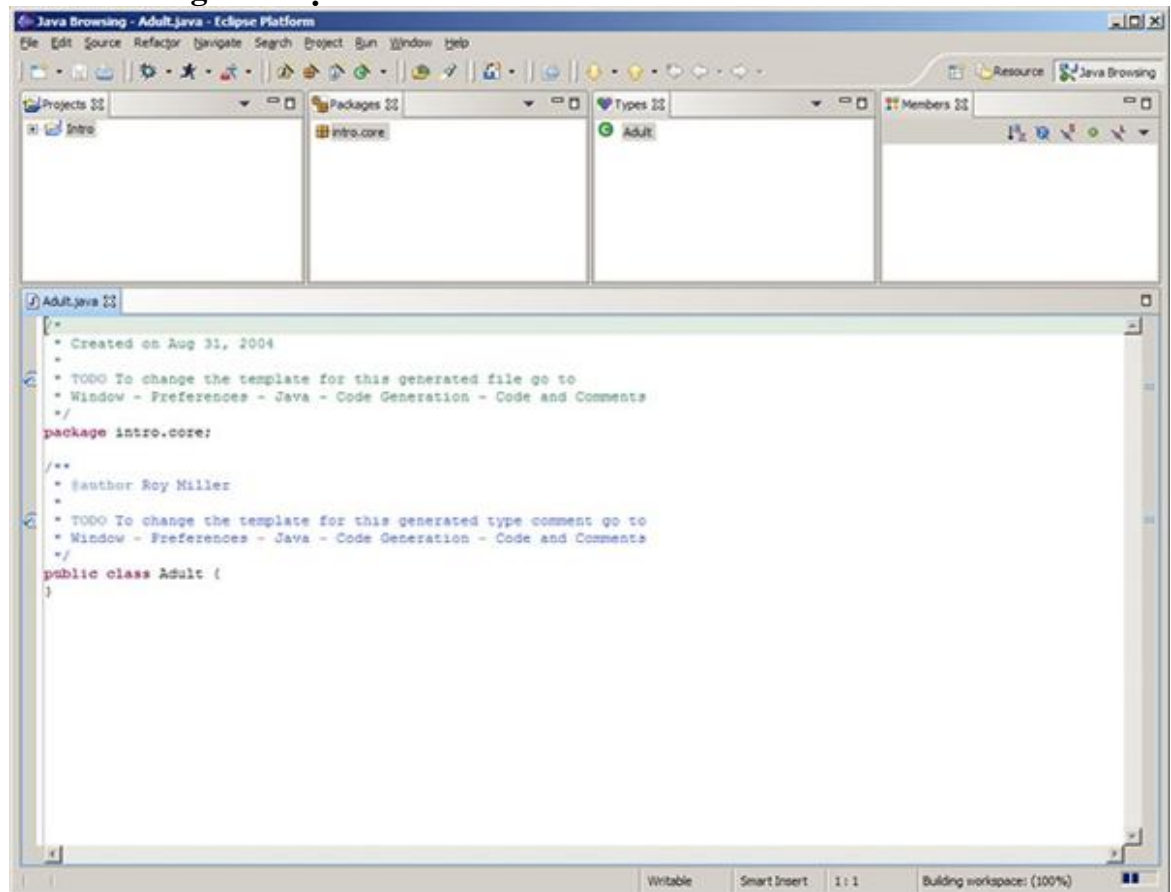 Java Browsing - Adult.java - Eclipse Platform
File Edit Source Refactor Navigate Search Project Run Window Help
Resource Java Browsing
Projects Packages Types Members
Intro intro.core Adult
Adult.java
/*
* Created on Aug 31, 2004
*
* TODO To change the template for this generated file go to
* Window - Preferences - Java - Code Generation - Code and Comments
*/
package intro.core;
/**
* @author Roy Miller
*
* TODO To change the template for this generated type comment go to
* Window - Preferences - Java - Code Generation - Code and Comments
*/
public class Adult {
}
Writable Smart Insert 1 : 1 Building workspace: (100%)